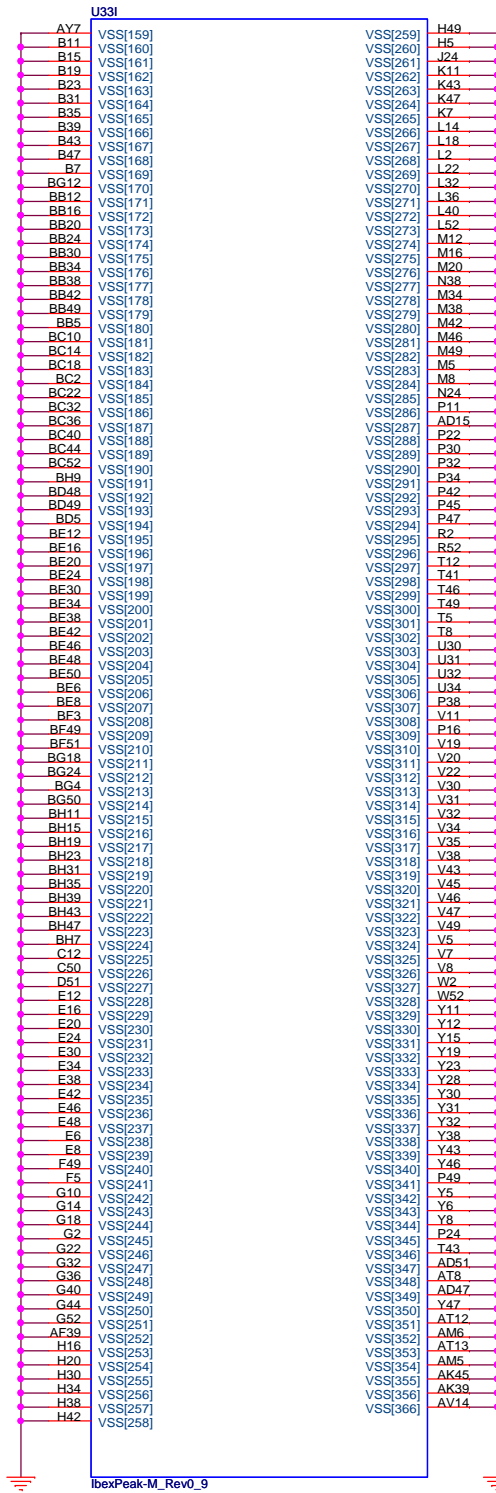 U33I
AY7 VSS[159] VSS[259] H49
B11 VSS[160] VSS[260] H5
B15 VSS[161] VSS[261] J24
B19 VSS[162] VSS[262] K11
B23 VSS[163] VSS[263] K43
B31 VSS[164] VSS[264] K47
B35 VSS[165] VSS[265] K7
B39 VSS[166] VSS[266] L14
B43 VSS[167] VSS[267] L18
B47 VSS[168] VSS[268] L2
B7 VSS[169] VSS[269] L22
BG12 VSS[170] VSS[270] L32
BB12 VSS[171] VSS[271] L36
BB16 VSS[172] VSS[272] L40
BB20 VSS[173] VSS[273] L52
BB24 VSS[174] VSS[274] M12
BB30 VSS[175] VSS[275] M16
BB34 VSS[176] VSS[276] M20
BB38 VSS[177] VSS[277] N38
BB42 VSS[178] VSS[278] M34
BB49 VSS[179] VSS[279] M38
BB5 VSS[180] VSS[280] M42
BC10 VSS[181] VSS[281] M46
BC14 VSS[182] VSS[282] M49
BC18 VSS[183] VSS[283] M5
BC2 VSS[184] VSS[284] M8
BC22 VSS[185] VSS[285] N24
BC32 VSS[186] VSS[286] P11
BC36 VSS[187] VSS[287] AD15
BC40 VSS[188] VSS[288] P22
BC44 VSS[189] VSS[289] P30
BC52 VSS[190] VSS[290] P32
BH9 VSS[191] VSS[291] P34
BD48 VSS[192] VSS[292] P42
BD49 VSS[193] VSS[293] P45
BD5 VSS[194] VSS[294] P47
BE12 VSS[195] VSS[295] R2
BE16 VSS[196] VSS[296] R52
BE20 VSS[197] VSS[297] T12
BE24 VSS[198] VSS[298] T41
BE30 VSS[199] VSS[299] T46
BE34 VSS[200] VSS[300] T49
BE38 VSS[201] VSS[301] T5
BE42 VSS[202] VSS[302] T8
BE46 VSS[203] VSS[303] U30
BE48 VSS[204] VSS[304] U31
BE50 VSS[205] VSS[305] U32
BE6 VSS[206] VSS[306] U34
BE8 VSS[207] VSS[307] P38
BF3 VSS[208] VSS[308] V11
BF49 VSS[209] VSS[309] P16
BF51 VSS[210] VSS[310] V19
BG18 VSS[211] VSS[311] V20
BG24 VSS[212] VSS[312] V22
BG4 VSS[213] VSS[313] V30
BG50 VSS[214] VSS[314] V31
BH11 VSS[215] VSS[315] V32
BH15 VSS[216] VSS[316] V34
BH19 VSS[217] VSS[317] V35
BH23 VSS[218] VSS[318] V38
BH31 VSS[219] VSS[319] V43
BH35 VSS[220] VSS[320] V45
BH39 VSS[221] VSS[321] V46
BH43 VSS[222] VSS[322] V47
BH47 VSS[223] VSS[323] V49
BH7 VSS[224] VSS[324] V5
C12 VSS[225] VSS[325] V7
C50 VSS[226] VSS[326] V8
D51 VSS[227] VSS[327] W2
E12 VSS[228] VSS[328] W52
E16 VSS[229] VSS[329] Y11
E20 VSS[230] VSS[330] Y12
E24 VSS[231] VSS[331] Y15
E30 VSS[232] VSS[332] Y19
E34 VSS[233] VSS[333] Y23
E38 VSS[234] VSS[334] Y28
E42 VSS[235] VSS[335] Y30
E46 VSS[236] VSS[336] Y31
E48 VSS[237] VSS[337] Y32
E6 VSS[238] VSS[338] Y38
E8 VSS[239] VSS[339] Y43
F49 VSS[240] VSS[340] Y46
F5 VSS[241] VSS[341] P49
G10 VSS[242] VSS[342] Y5
G14 VSS[243] VSS[343] Y6
G18 VSS[244] VSS[344] Y8
G2 VSS[245] VSS[345] P24
G22 VSS[246] VSS[346] T43
G32 VSS[247] VSS[347] AD51
G36 VSS[248] VSS[348] AT8
G40 VSS[249] VSS[349] AD47
G44 VSS[250] VSS[350] Y47
G52 VSS[251] VSS[351] AT12
AF39 VSS[252] VSS[352] AM6
H16 VSS[253] VSS[353] AT13
H20 VSS[254] VSS[354] AM5
H30 VSS[255] VSS[355] AK45
H34 VSS[256] VSS[356] AK39
H38 VSS[257] VSS[366] AV14
H42 VSS[258]
IbexPeak-M_Rev0_9